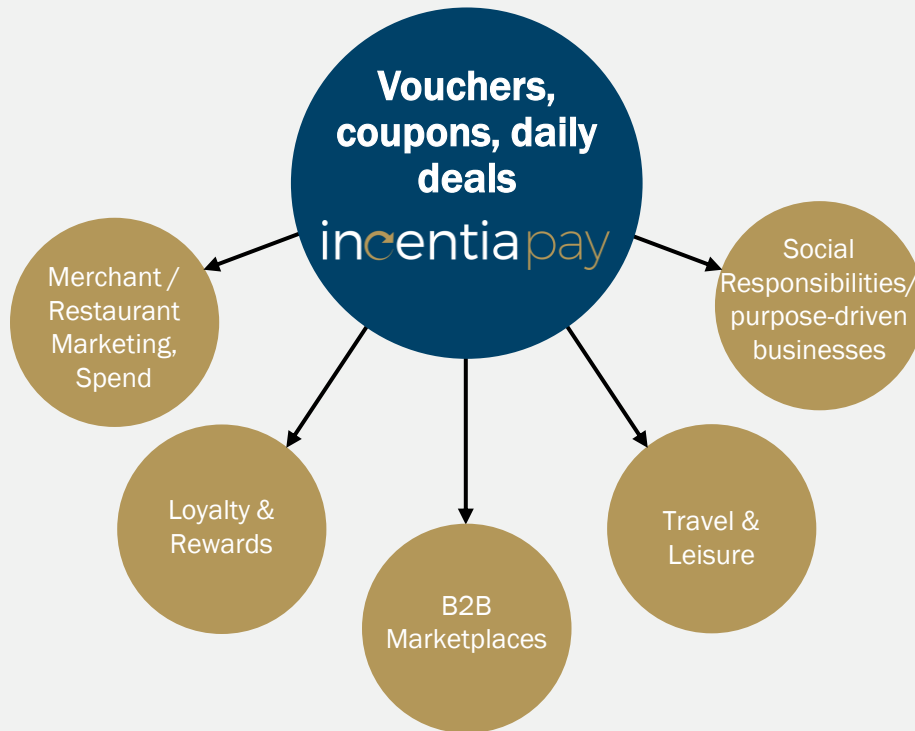 Vouchers,
coupons, daily
deals
incentiapay
Merchant /
Restaurant
Marketing,
Spend
Loyalty &
Rewards
B2B
Marketplaces
Travel &
Leisure
Social
Responsibilities/
purpose-driven
businesses